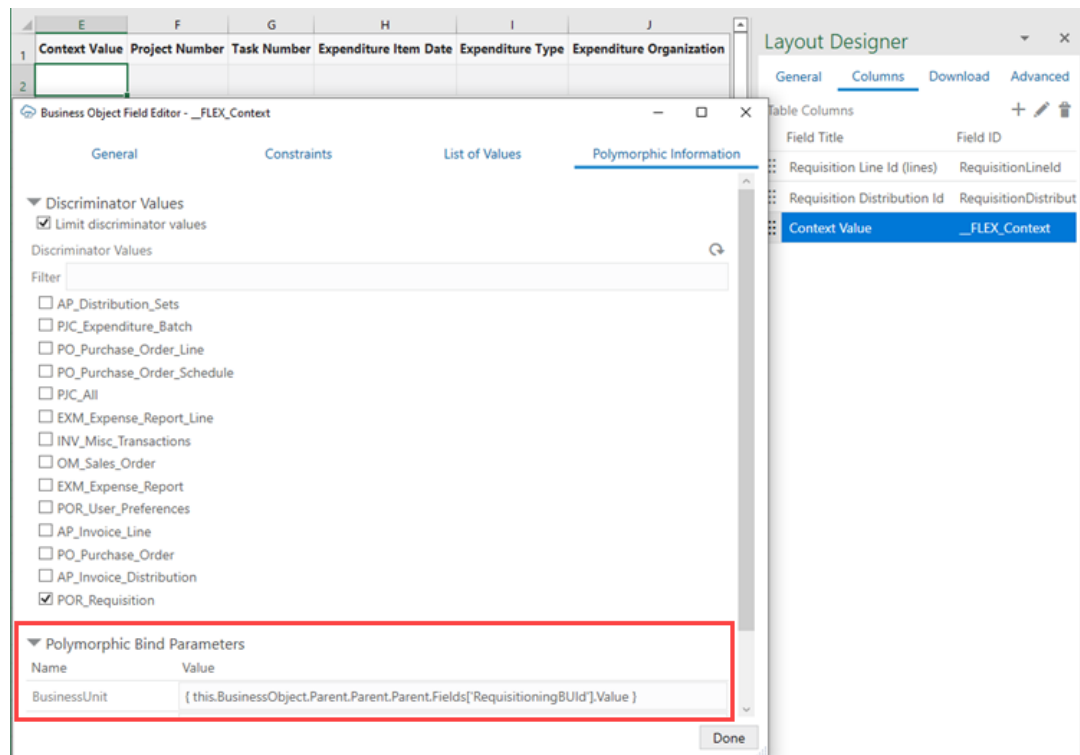 E F G H I J
1 Context Value Project Number Task Number Expenditure Item Date Expenditure Type Expenditure Organization
2
Layout Designer
General Columns Download Advanced
Table Columns
Field Title Field ID
Requisition Line Id (lines) RequisitionLineId
Requisition Distribution Id RequisitionDistribut
Context Value __FLEX_Context
Business Object Field Editor - __FLEX_Context
General Constraints List of Values Polymorphic Information
Discriminator Values
Limit discriminator values
Discriminator Values
Filter
AP_Distribution_Sets
PJC_Expenditure_Batch
PO_Purchase_Order_Line
PO_Purchase_Order_Schedule
PJC_All
EXM_Expense_Report_Line
INV_Misc_Transactions
OM_Sales_Order
EXM_Expense_Report
POR_User_Preferences
AP_Invoice_Line
PO_Purchase_Order
AP_Invoice_Distribution
POR_Requisition
Polymorphic Bind Parameters
Name Value
BusinessUnit { this.BusinessObject.Parent.Parent.Parent.Fields['RequisitioningBUId'].Value }
Done